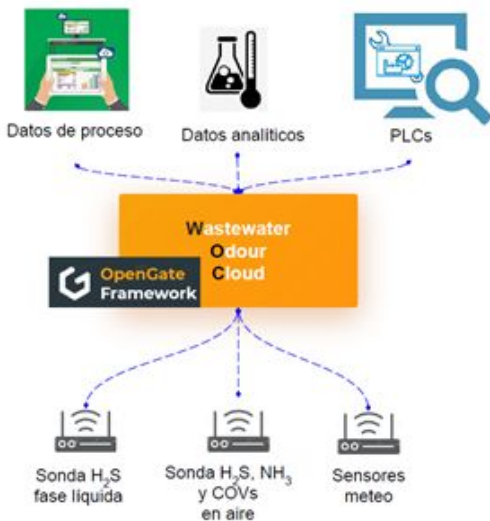 Datos de proceso
Datos analíticos
PLCs
Wastewater
Odour
Cloud
OpenGate
Framework
Sonda H₂S
fase líquida
Sonda H₂S, NH₃
y COVs
en aire
Sensores
meteo